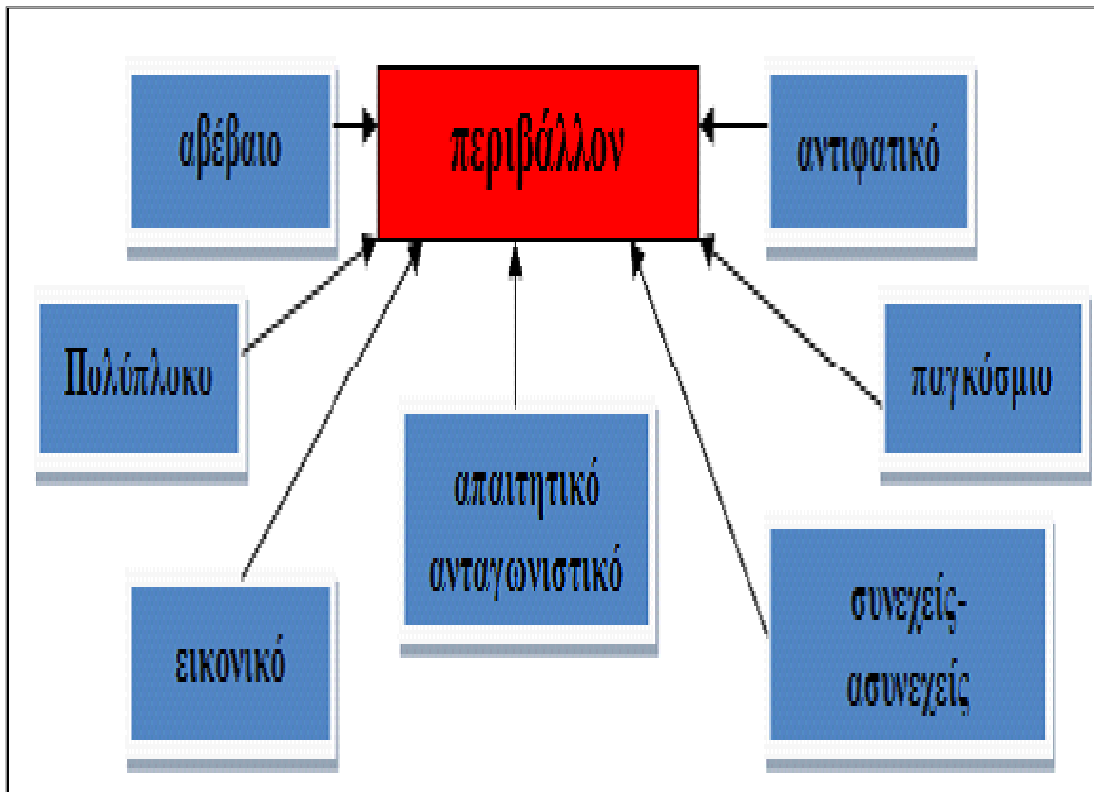 αβέβαιο
περιβάλλον
αντιφατικό
Πολύπλοκο
παγκόσμιο
απαιτητικό
ανταγωνιστικό
εικονικό
συνεχείς-
ασυνεχείς